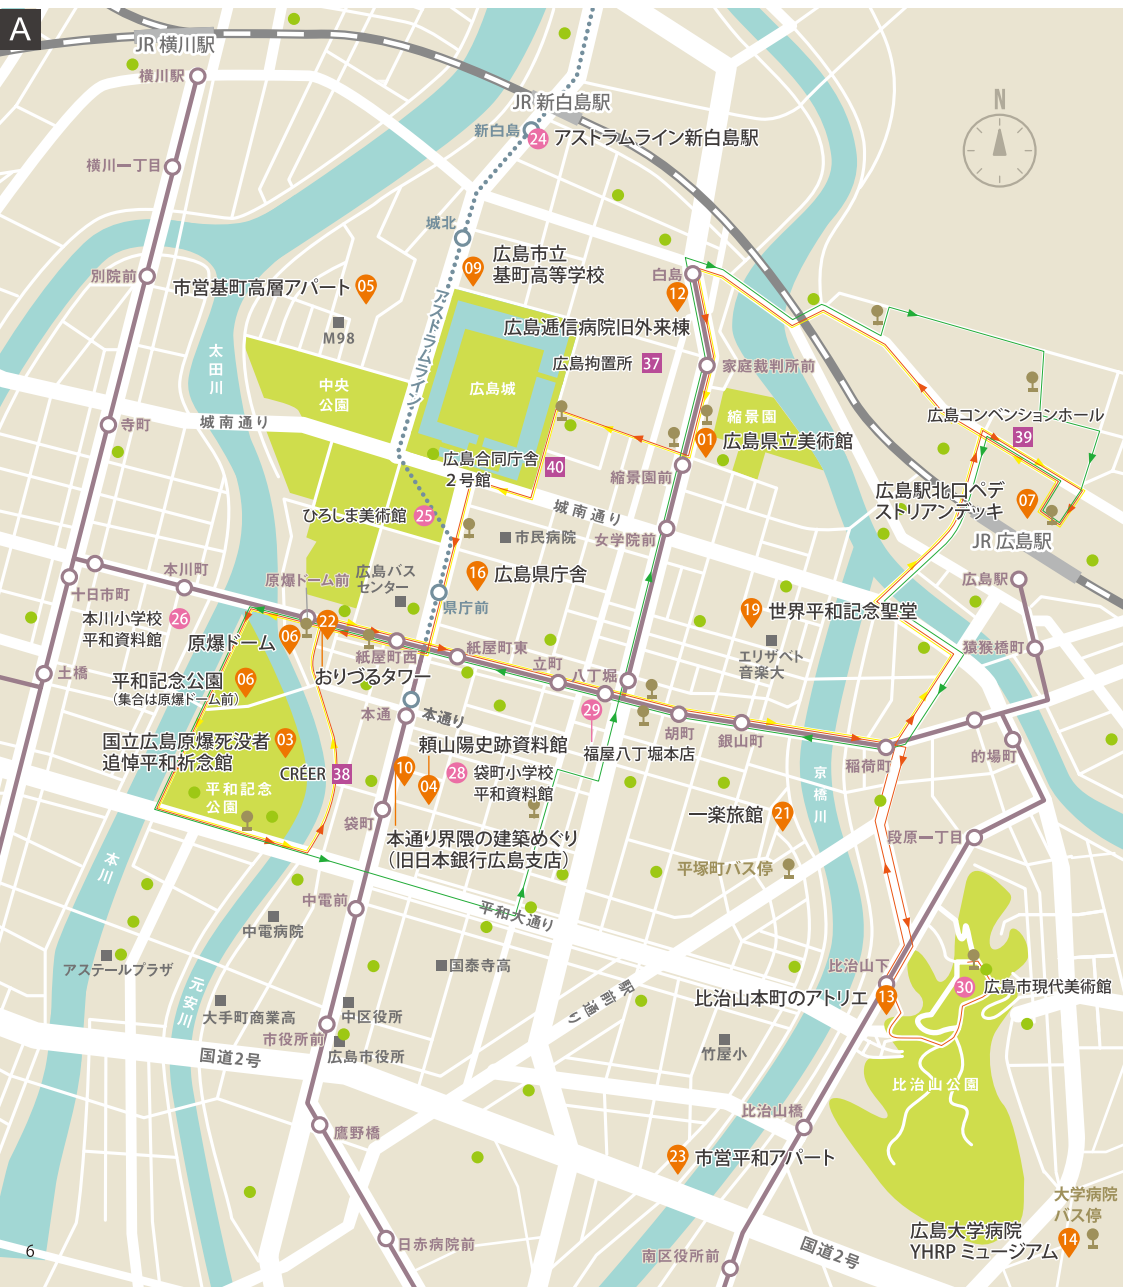 A
JR 横川駅
横川駅
N
JR 新白島駅
新白島
24
アストラムライン新白島駅
横川一丁目
城北
広島市立
基町高等学校
09
別院前
市営基町高層アパート
05
白島
12
M98
広島逓信病院旧外来棟
アストラムライン
太田川
広島拘置所
37
家庭裁判所前
中央
公園
広島城
縮景園
寺町
城南通り
広島コンベンションホール
39
01
広島県立美術館
広島合同庁舎
2号館
40
縮景園前
広島駅北口ペデ
ストリアンデッキ
07
ひろしま美術館
25
城南通り
市民病院
女学院前
JR 広島駅
本川町
原爆ドーム前
広島バス
センター
16
広島県庁舎
広島駅
十日市町
県庁前
本川小学校
平和資料館
26
22
19
世界平和記念聖堂
原爆ドーム
06
紙屋町西
紙屋町東
エリザベト
音楽大
猿猴橋町
土橋
平和記念公園
(集合は原爆ドーム前)
06
おりづるタワー
立町
八丁堀
本通
本通り
29
胡町
銀山町
国立広島原爆死没者
追悼平和祈念館
03
頼山陽史跡資料館
福屋八丁堀本店
稲荷町
的場町
CRÉER
38
10
04
28
袋町小学校
平和資料館
京橋川
平和記念
公園
袋町
一楽旅館
21
本通り界隈の建築めぐり
(旧日本銀行広島支店)
段原一丁目
本川
平塚町バス停
中電前
平和大通り
中電病院
アステールプラザ
国泰寺高
比治山下
元安川
駅前通り
比治山本町のアトリエ
13
30
広島市現代美術館
大手町商業高
中区役所
市役所前
広島市役所
国道2号
竹屋小
比治山公園
比治山橋
鷹野橋
23
市営平和アパート
大学病院
バス停
広島大学病院
YHRP ミュージアム
14
日赤病院前
南区役所前
国道2号
6